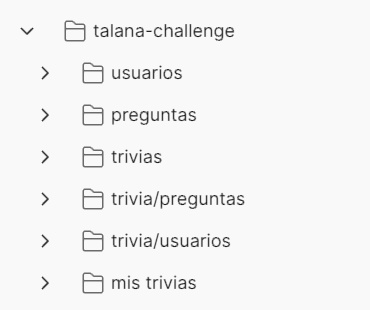 talana-challenge
usuarios
preguntas
trivias
trivia/preguntas
trivia/usuarios
mis trivias